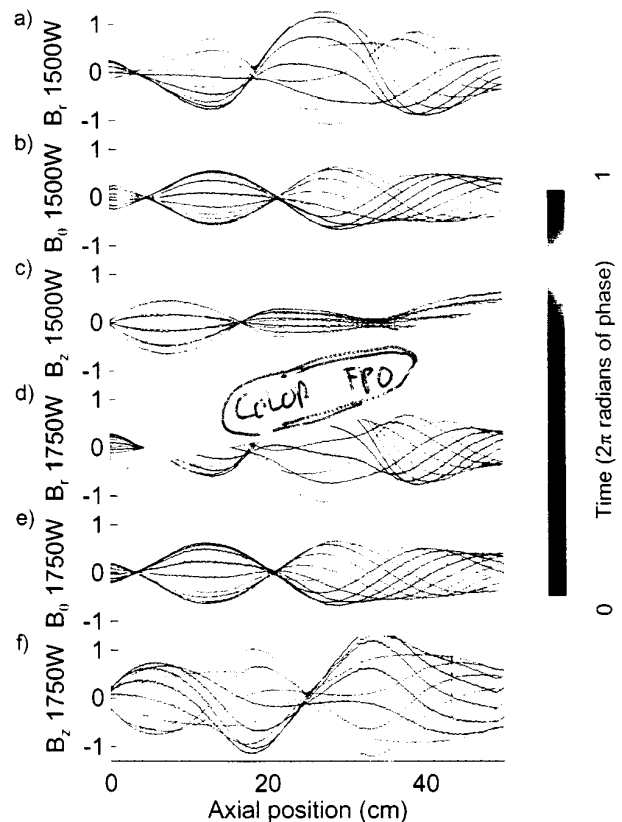 a)
B_r 1500W
1
0
-1
b)
B_θ 1500W
1
0
-1
c)
B_z 1500W
1
0
-1
COLOR FPO
d)
B_r 1750W
1
0
-1
e)
B_θ 1750W
1
0
-1
f)
B_z 1750W
1
0
-1
0 20 40
Axial position (cm)
0 Time (2π radians of phase) 1